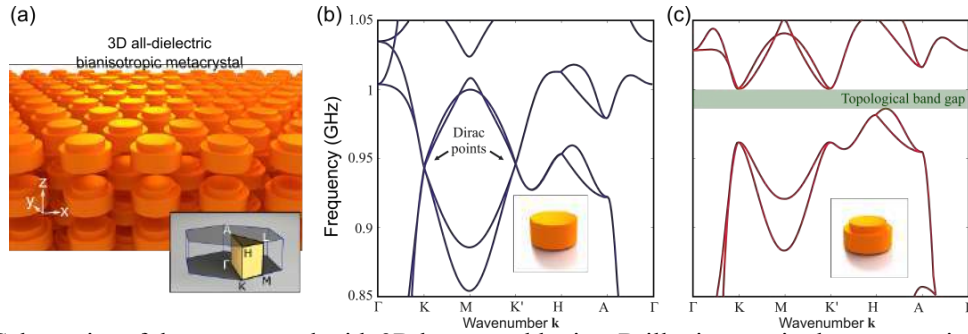 (a)
3D all-dielectric
bianisotropic metacrystal
z
y
x
A
L
H
Γ
M
K
(b)
Frequency (GHz)
1.05
1
0.95
0.9
0.85
Dirac
points
Γ K M K' H A Γ
Wavenumber k
(c)
Topological band gap
Γ K M K' H A Γ
Wavenumber k